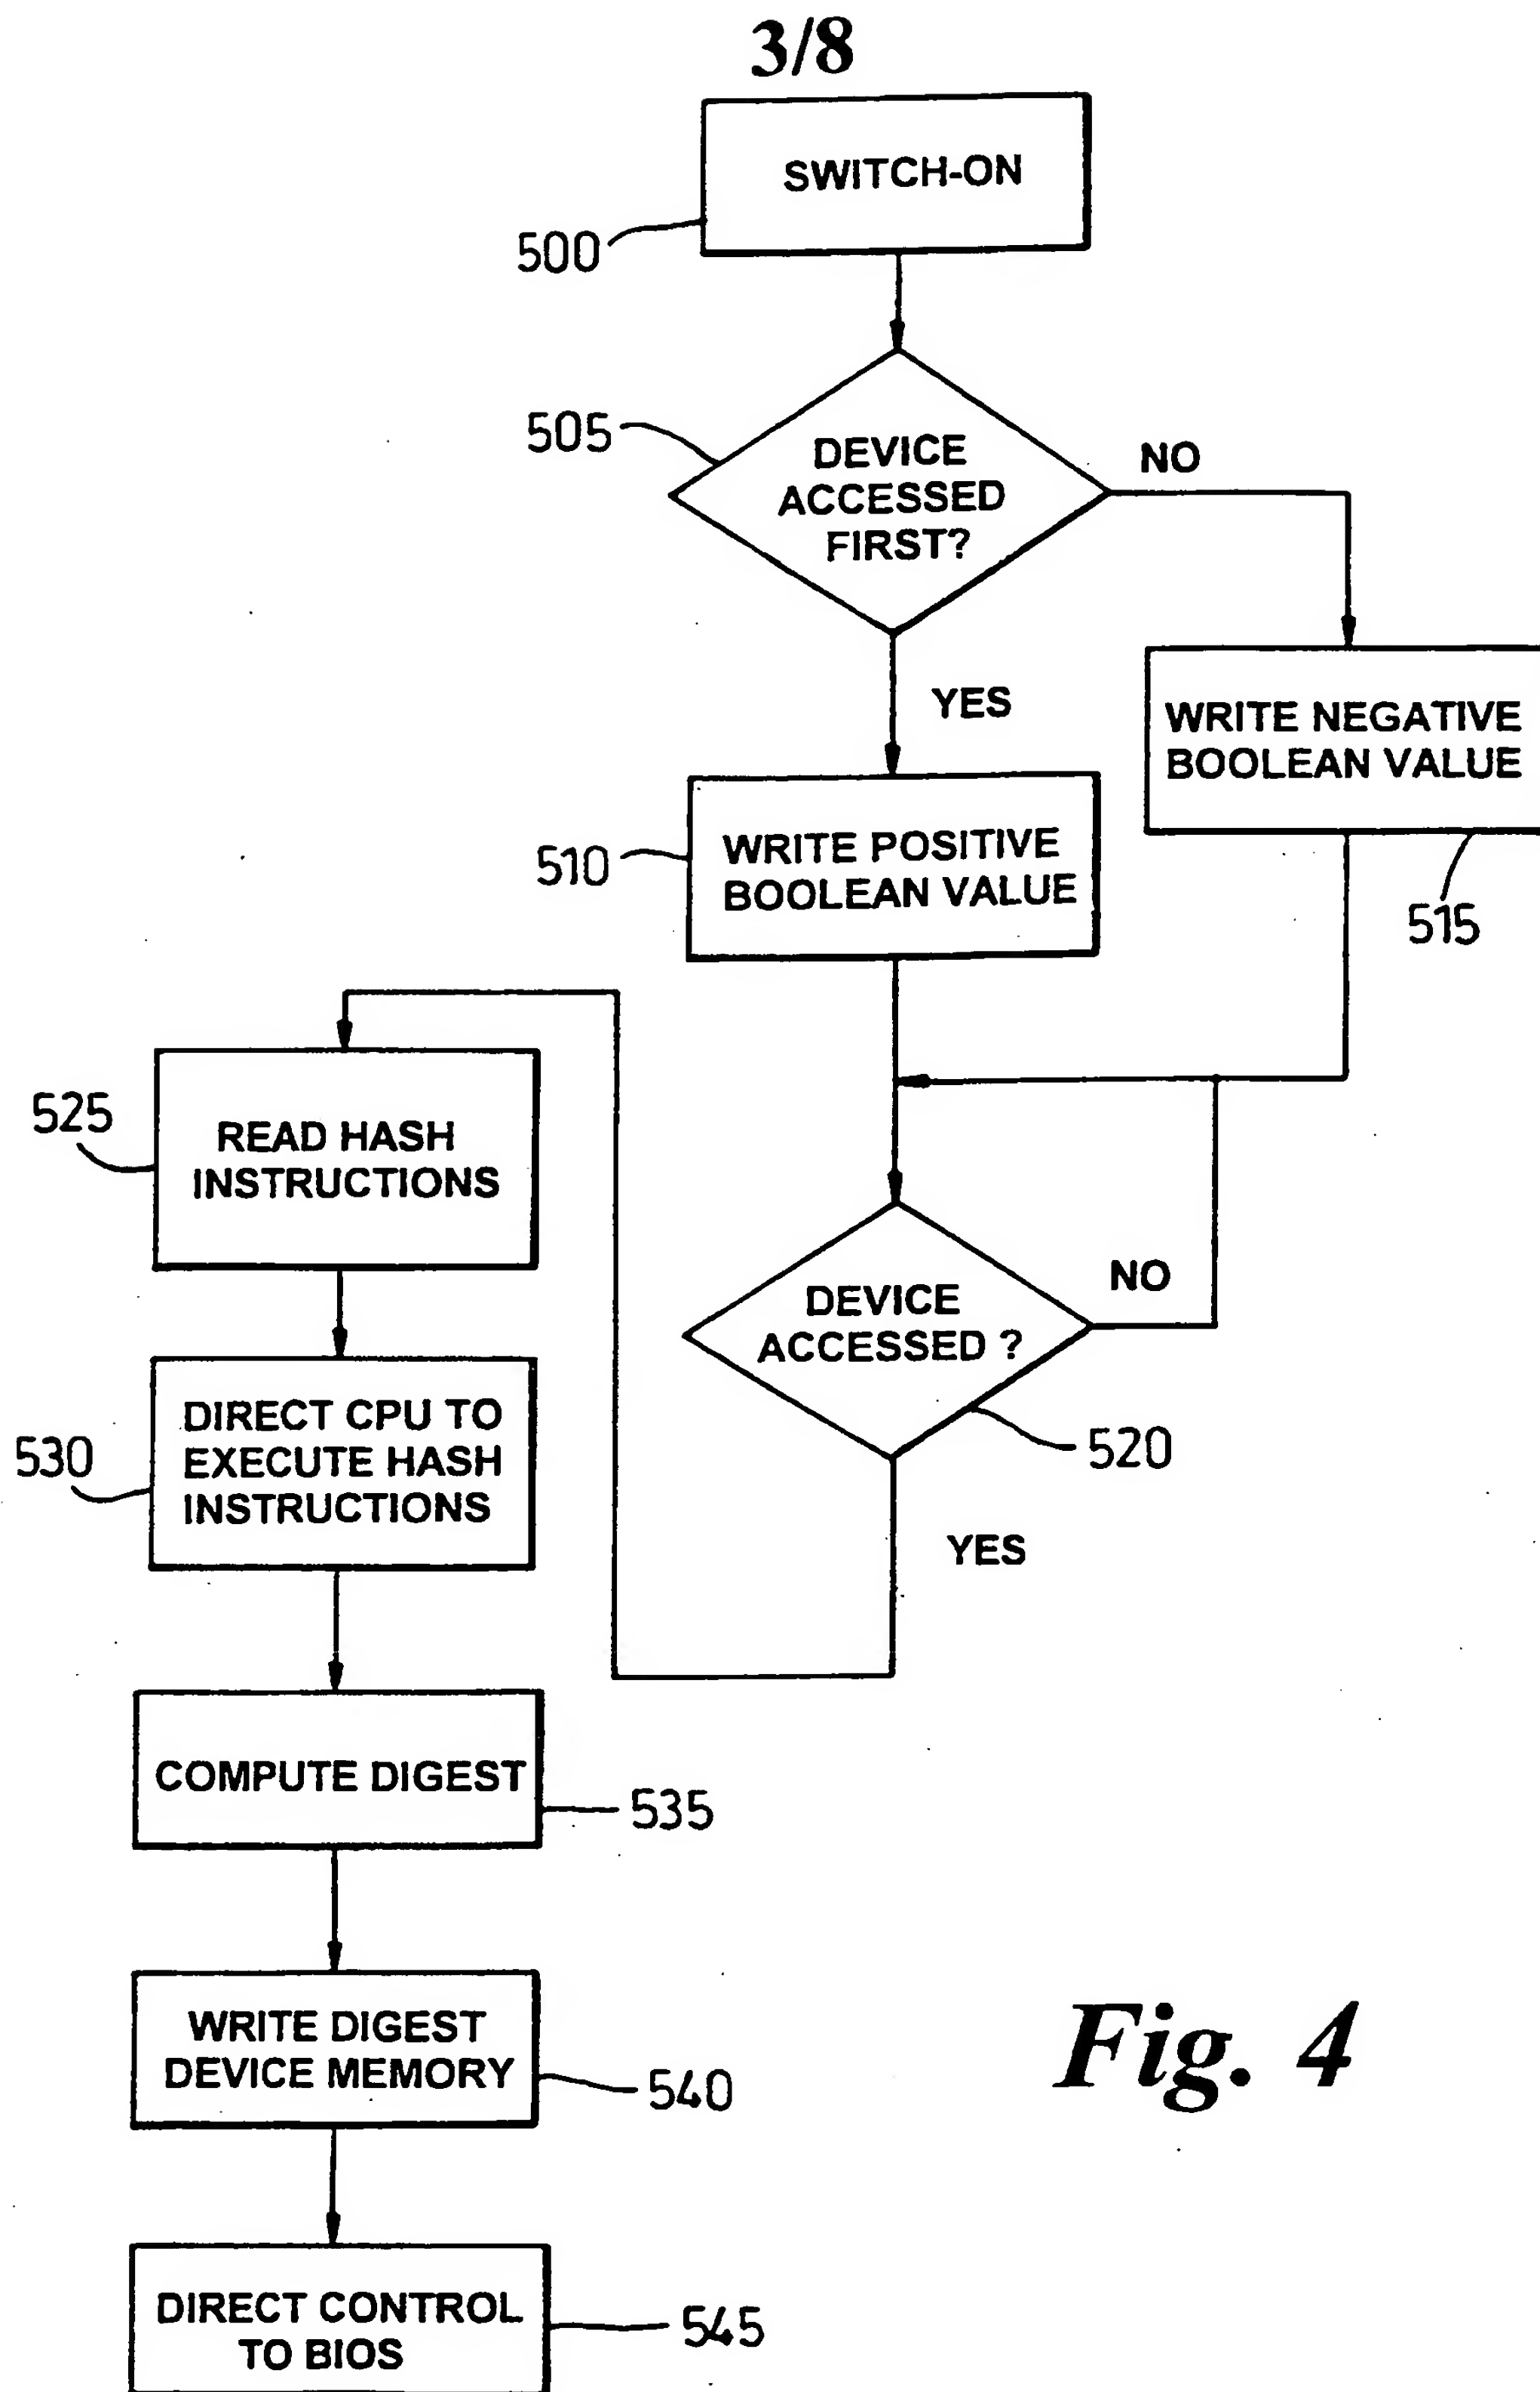 3/8
SWITCH-ON
500
505
DEVICE
ACCESSED
FIRST?
NO
YES
WRITE NEGATIVE
BOOLEAN VALUE
515
510
WRITE POSITIVE
BOOLEAN VALUE
525
READ HASH
INSTRUCTIONS
DEVICE
ACCESSED ?
NO
520
YES
530
DIRECT CPU TO
EXECUTE HASH
INSTRUCTIONS
COMPUTE DIGEST
535
WRITE DIGEST
DEVICE MEMORY
540
DIRECT CONTROL
TO BIOS
545
Fig. 4